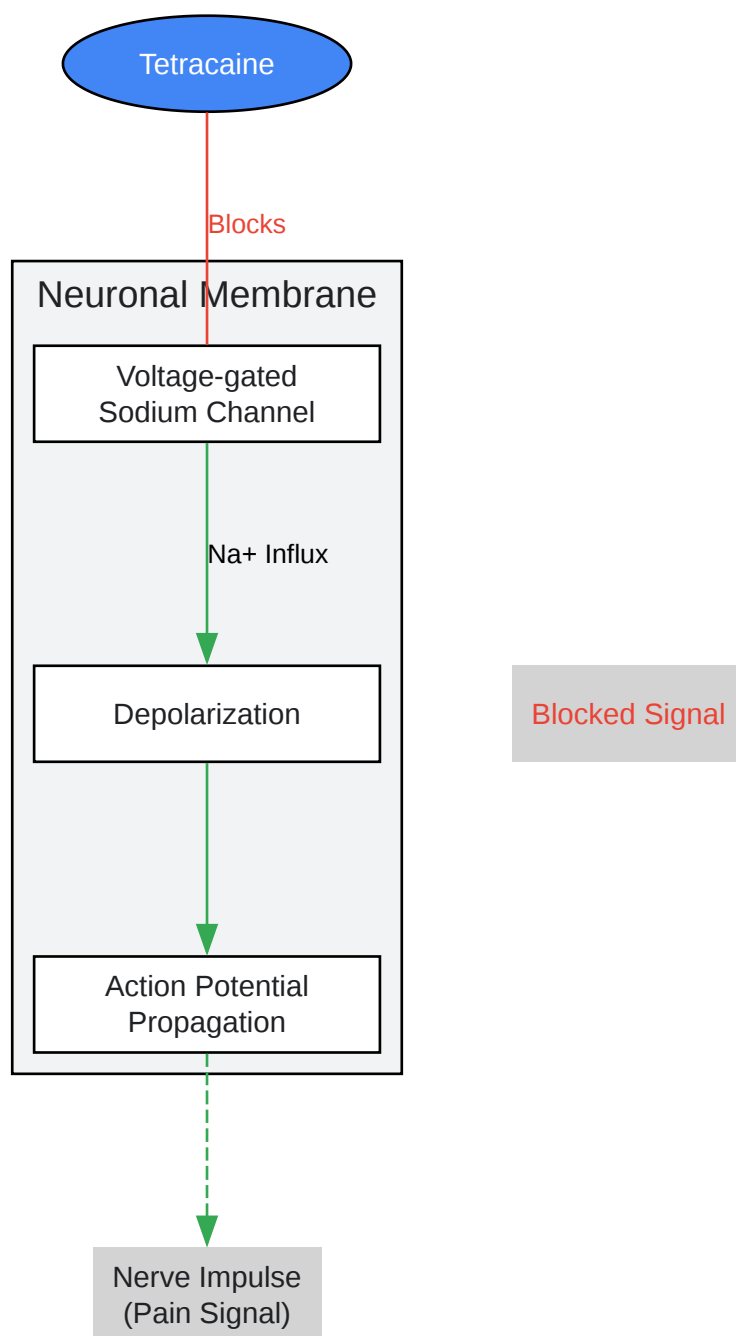 Tetracaine
Blocks
Neuronal Membrane
Voltage-gated
Sodium Channel
Na+ Influx
Depolarization
Blocked Signal
Action Potential
Propagation
Nerve Impulse
(Pain Signal)